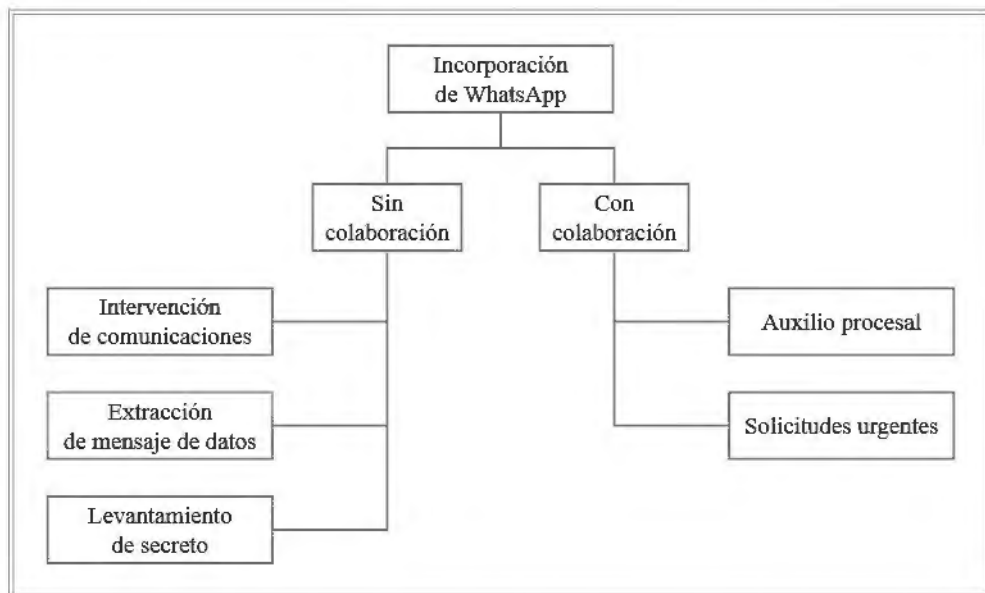 Incorporación
de WhatsApp
Sin
colaboración
Con
colaboración
Intervención
de comunicaciones
Extracción
de mensaje de datos
Levantamiento
de secreto
Auxilio procesal
Solicitudes urgentes